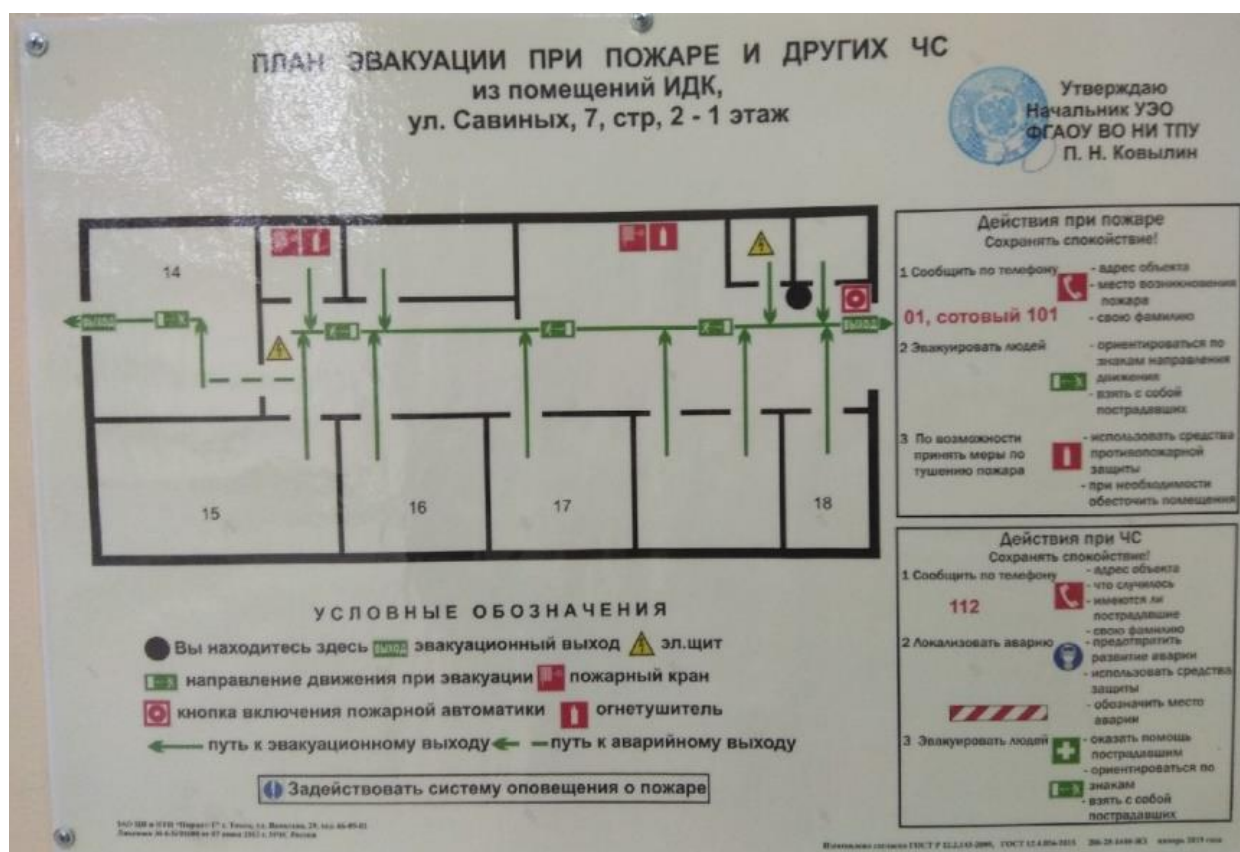 ПЛАН ЭВАКУАЦИИ ПРИ ПОЖАРЕ И ДРУГИХ ЧС
из помещений ИДК,
ул. Савиных, 7, стр, 2 - 1 этаж
Утверждаю
Начальник УЭО
ФГАОУ ВО НИ ТПУ
П. Н. Ковылин
14
ВЫХОД
ВЫХОД
15
16
17
18
Действия при пожаре
Сохранять спокойствие!
1 Сообщить по телефону
01, сотовый 101
- адрес объекта
- место возникновения
пожара
- свою фамилию
2 Эвакуировать людей
- ориентироваться по
знакам направления
движения
- взять с собой
пострадавших
3 По возможности
принять меры по
тушению пожара
- использовать средства
противопожарной
защиты
- при необходимости
обесточить помещения
Действия при ЧС
Сохранять спокойствие!
1 Сообщить по телефону
112
- адрес объекта
- что случилось
- имеются ли
пострадавшие
- свою фамилию
2 Локализовать аварию
- предотвратить
развитие аварии
- использовать средства
защиты
- обозначить место
аварии
3 Эвакуировать людей
- оказать помощь
пострадавшим
- ориентироваться по
знакам
- взять с собой
пострадавших
УСЛОВНЫЕ ОБОЗНАЧЕНИЯ
Вы находитесь здесь ВЫХОД эвакуационный выход эл.щит
направление движения при эвакуации пожарный кран
кнопка включения пожарной автоматики огнетушитель
путь к эвакуационному выходу путь к аварийному выходу
Задействовать систему оповещения о пожаре